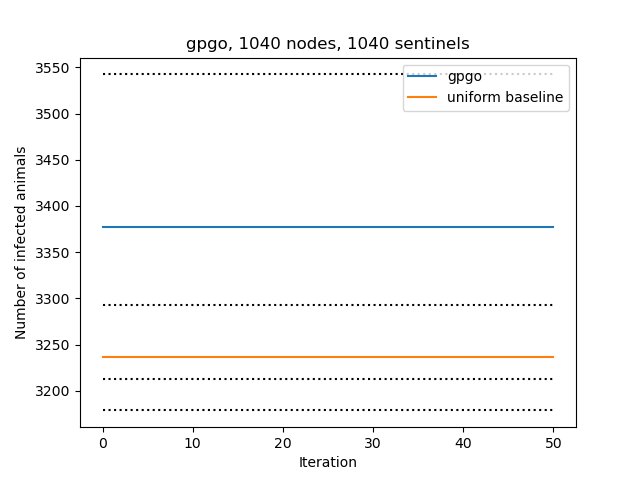 gpgo, 1040 nodes, 1040 sentinels
3550
3500
3450
3400
3350
3300
3250
3200
Number of infected animals
gpgo
uniform baseline
0
10
20
30
40
50
Iteration